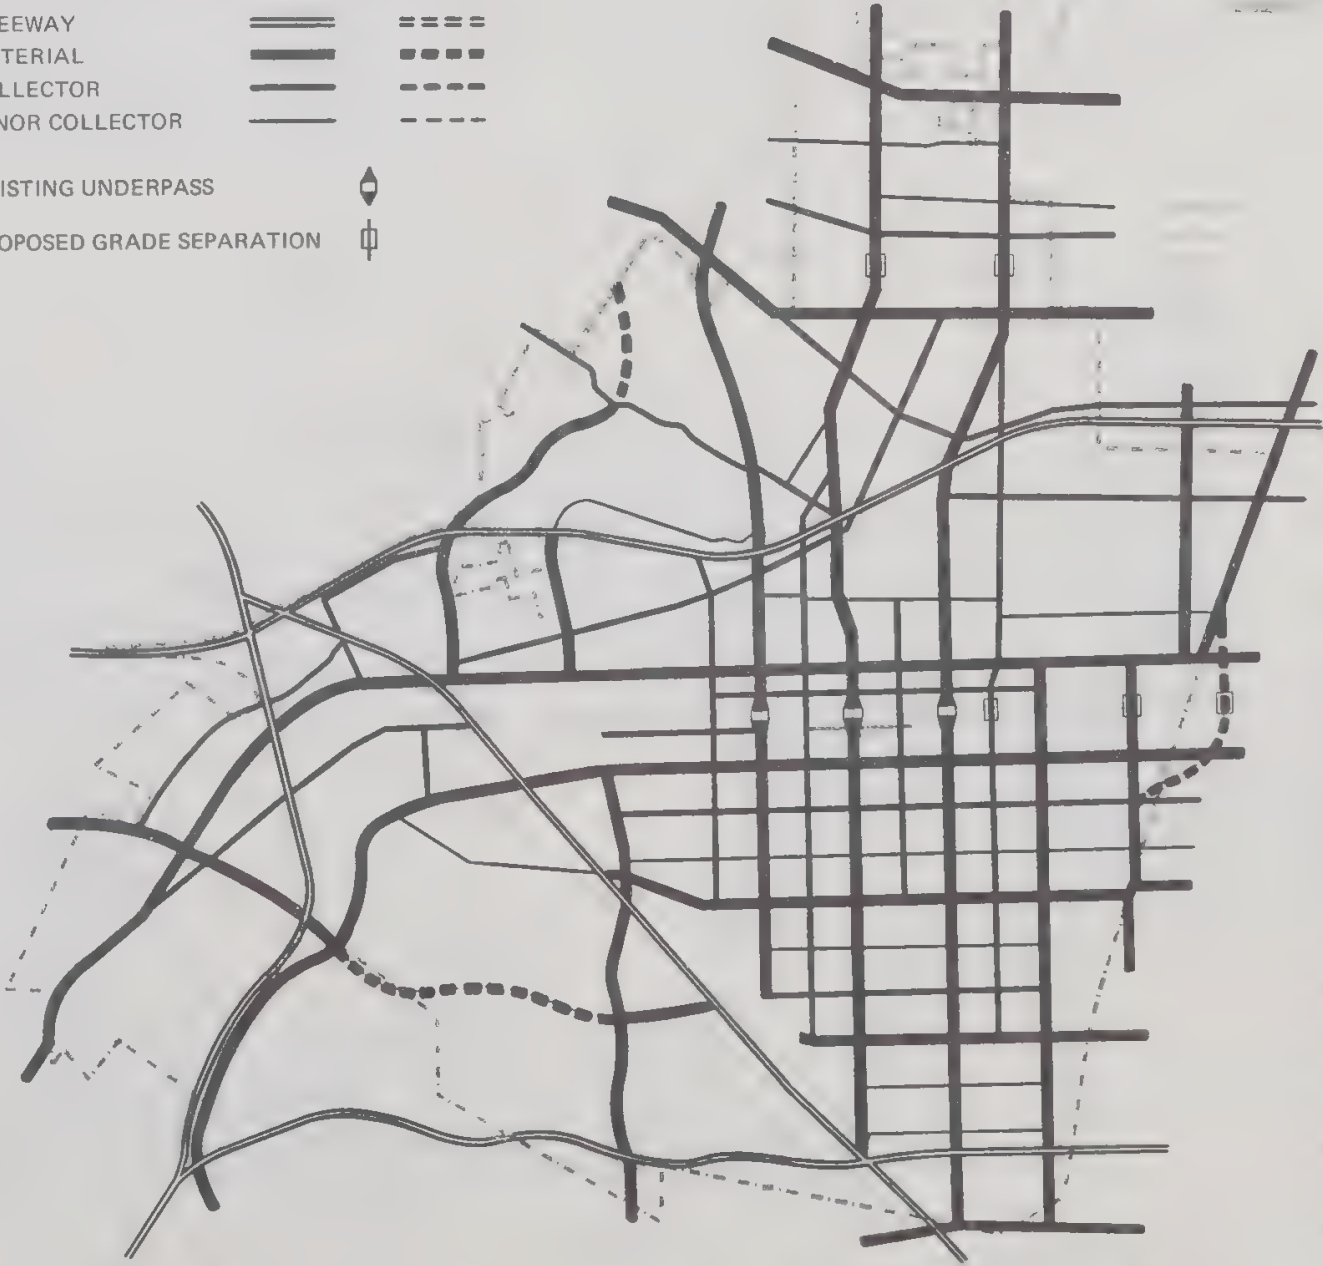 EEWAY
TERIAL
LLECTOR
NOR COLLECTOR
ISTING UNDERPASS
OPOSED GRADE SEPARATION